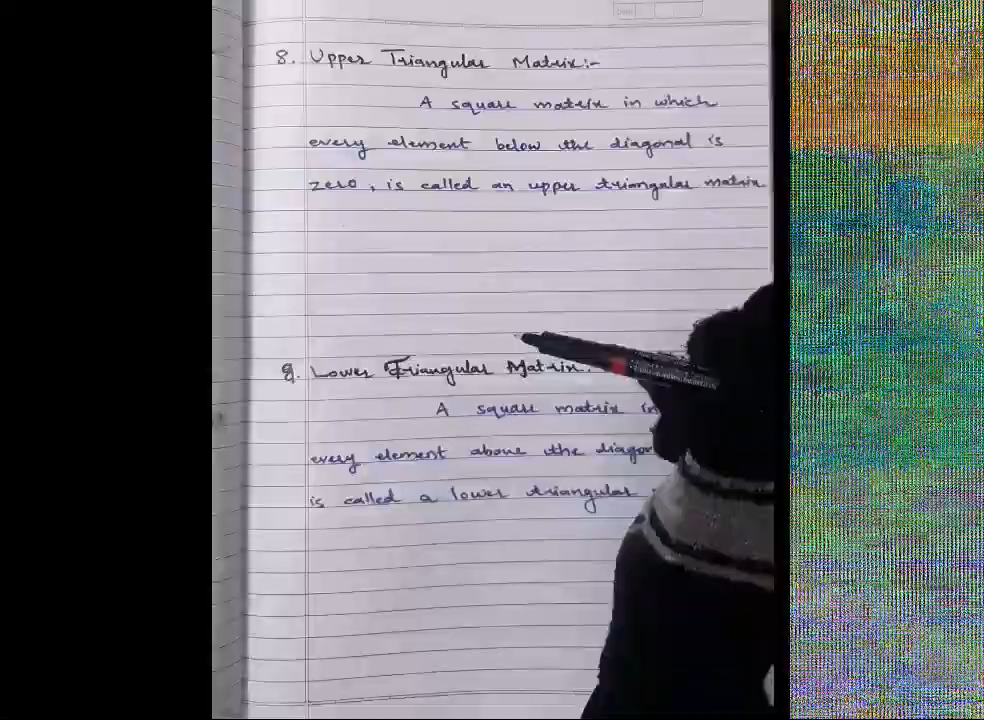 8. Upper Triangular Matrix:-
A square matrix in which
every element below the diagonal is
zero, is called an upper triangular matrix
9. Lower Triangular Matrix.
A square matrix in
every element above the
is called a lower triangular